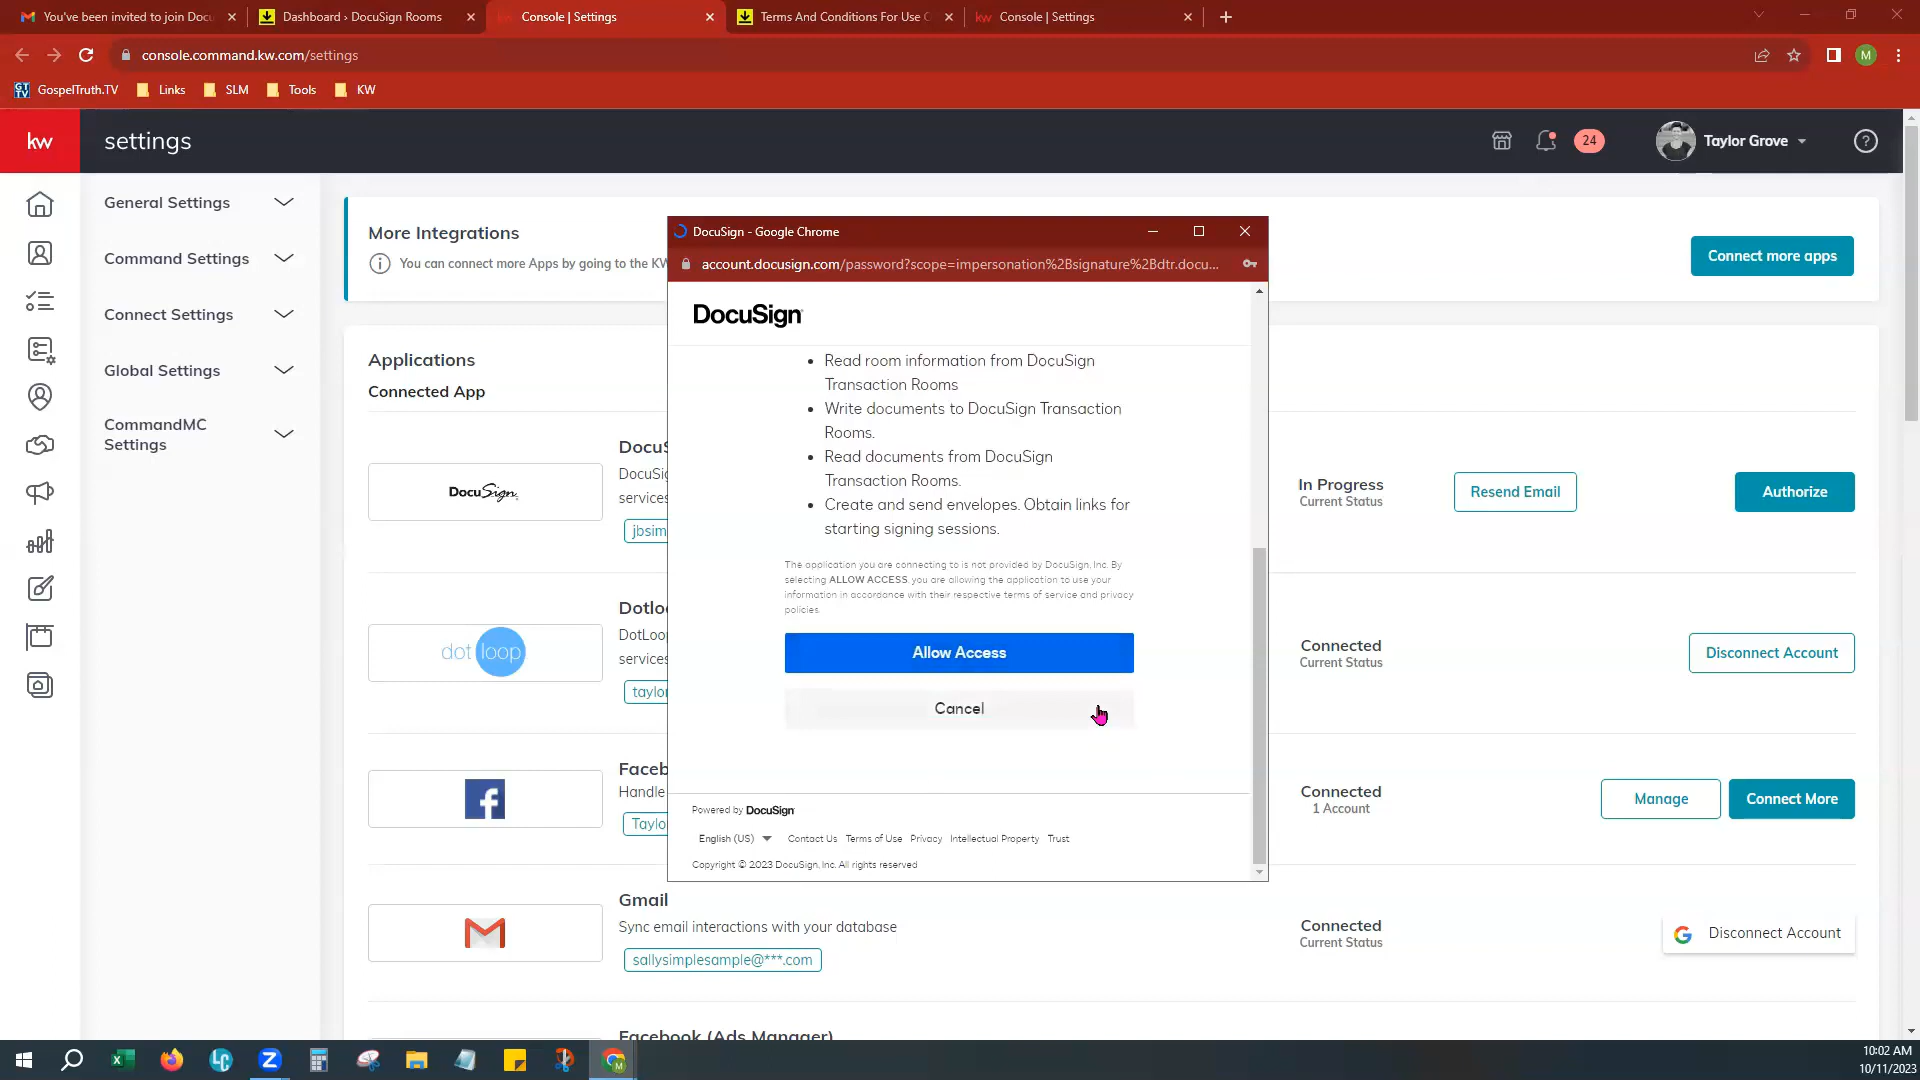 You've been invited to join Docu
Dashboard › DocuSign Rooms
Console | Settings
Terms And Conditions For Use
Console | Settings
console.command.kw.com/settings
M
GospelTruth.TV
Links
SLM
Tools
KW
kw
settings
24
Taylor Grove
General Settings
Command Settings
Connect Settings
Global Settings
CommandMC
Settings
More Integrations
You can connect more Apps by going to the KW
Connect more apps
Applications
Connected App
DocuSign
DocuS
DocuSig
services
jbsim
In Progress
Current Status
Resend Email
Authorize
dot loop
Dotloo
DotLoop
services
taylor
Connected
Current Status
Disconnect Account
Faceb
Handle
Taylo
Connected
1 Account
Manage
Connect More
Gmail
Sync email interactions with your database
sallysimplesample@***.com
Connected
Current Status
Disconnect Account
Facebook (Ads Manager)
DocuSign - Google Chrome
account.docusign.com/password?scope=impersonation%2Bsignature%2Bdtr.docu...
DocuSign
• Read room information from DocuSign
Transaction Rooms
• Write documents to DocuSign Transaction
Rooms.
• Read documents from DocuSign
Transaction Rooms.
• Create and send envelopes. Obtain links for
starting signing sessions.
The application you are connecting to is not provided by DocuSign, Inc. By
selecting ALLOW ACCESS, you are allowing the application to use your
information in accordance with their respective terms of service and privacy
policies.
Allow Access
Cancel
Powered by DocuSign
English (US)
Contact Us Terms of Use Privacy Intellectual Property Trust
Copyright © 2023 DocuSign, Inc. All rights reserved
10:02 AM
10/11/2023